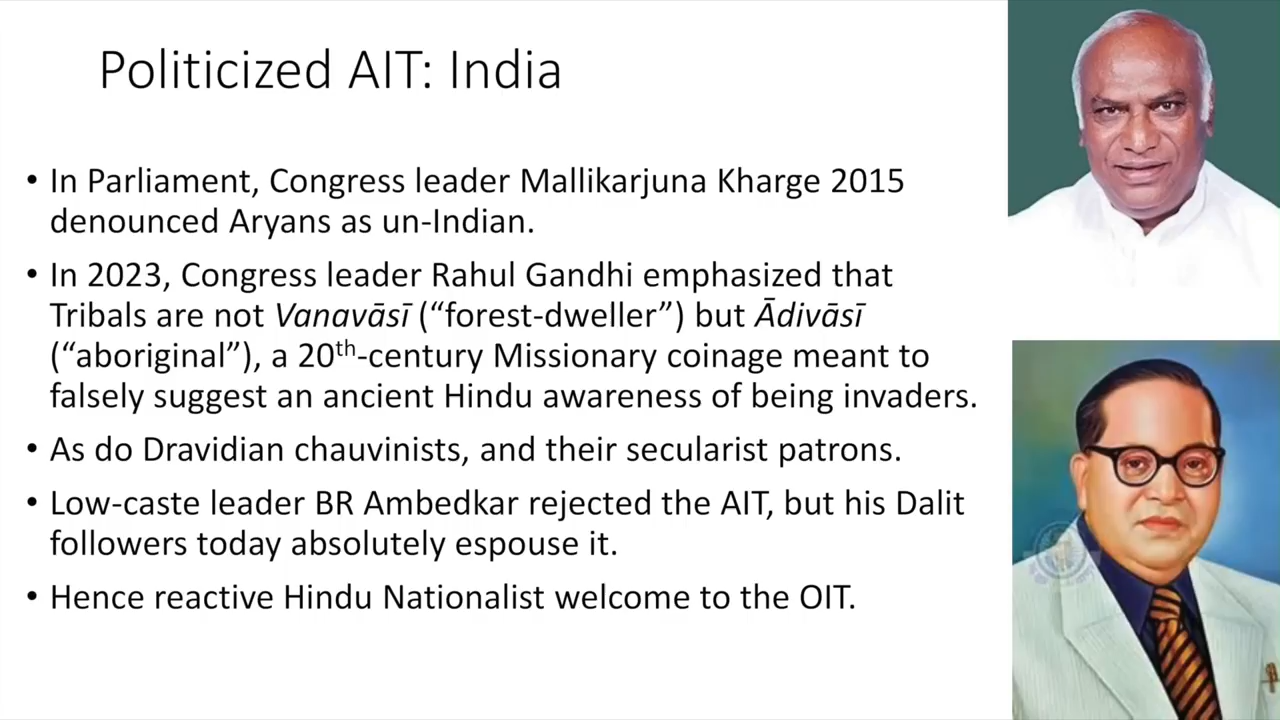 Politicized AIT: India
• In Parliament, Congress leader Mallikarjuna Kharge 2015
denounced Aryans as un-Indian.
• In 2023, Congress leader Rahul Gandhi emphasized that
Tribals are not Vanavāsī (“forest-dweller”) but Ādivāsī
(“aboriginal”), a 20th-century Missionary coinage meant to
falsely suggest an ancient Hindu awareness of being invaders.
• As do Dravidian chauvinists, and their secularist patrons.
• Low-caste leader BR Ambedkar rejected the AIT, but his Dalit
followers today absolutely espouse it.
• Hence reactive Hindu Nationalist welcome to the OIT.